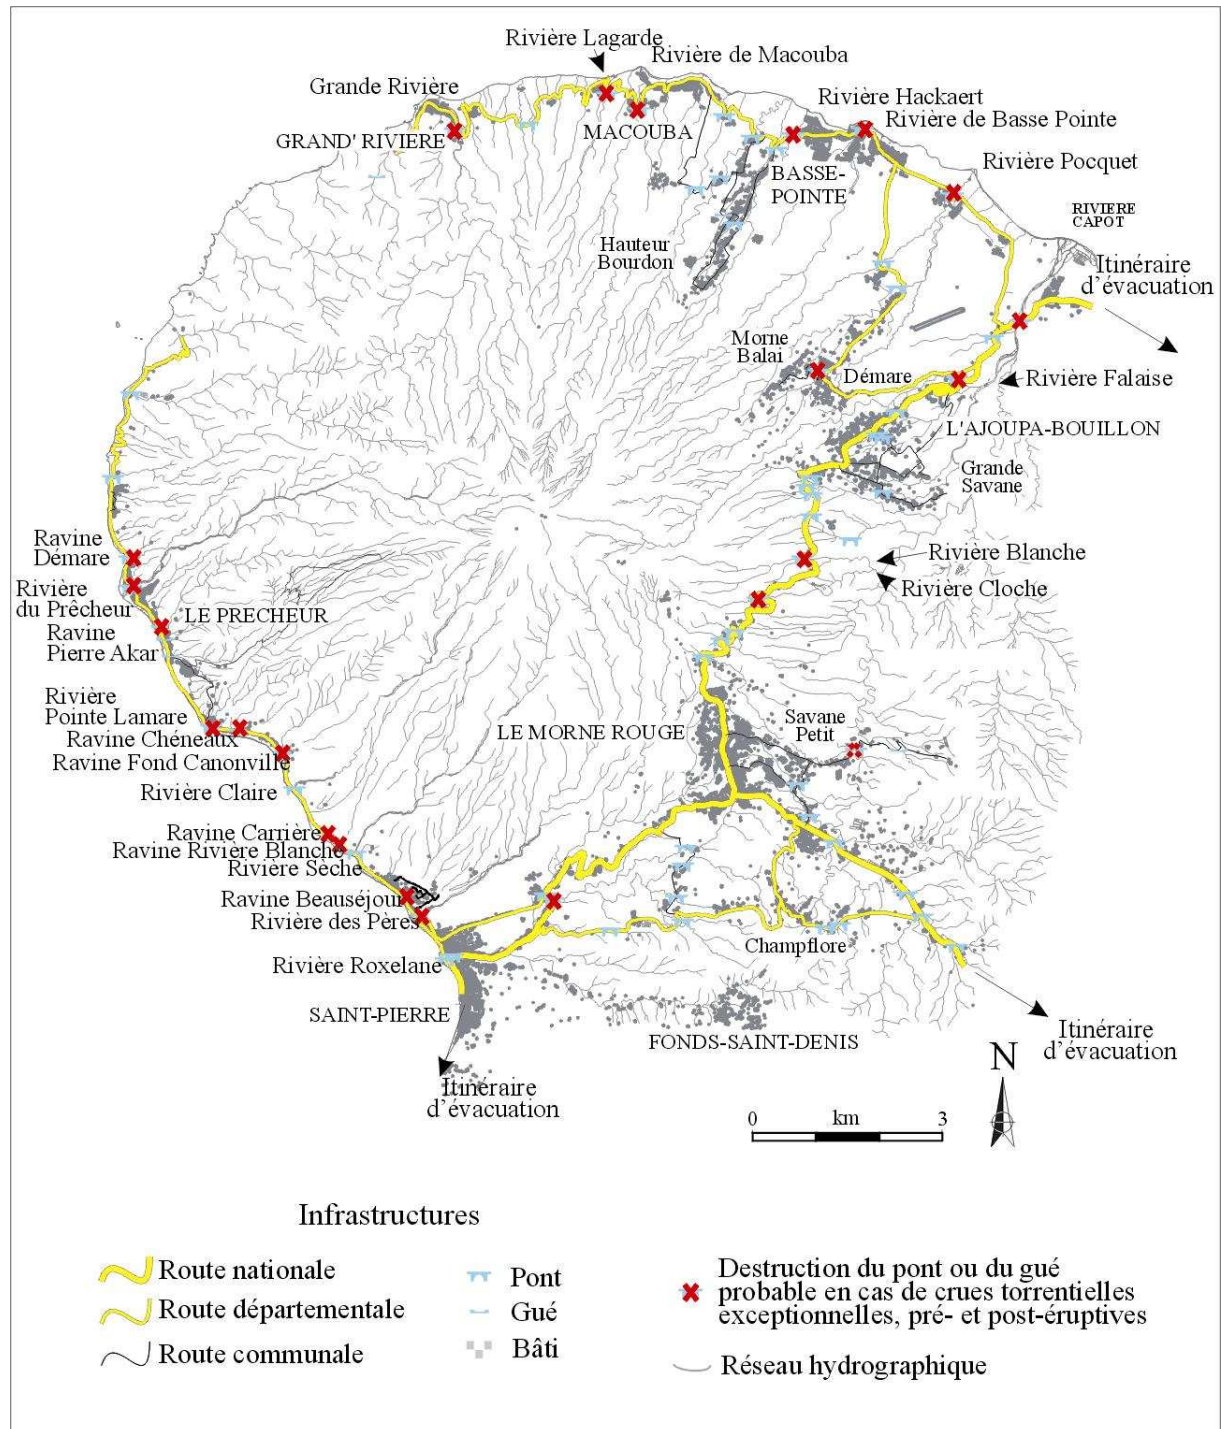 Rivière Lagarde
Rivière de Macouba
Grande Rivière
Rivière Hackaert
Rivière de Basse Pointe
GRAND' RIVIERE
MACOUBA
BASSE-
POINTE
Rivière Pocquet
RIVIERE
CAPOT
Hauteur
Bourdon
Itinéraire
d'évacuation
Morne
Balai
Démare
Rivière Falaise
L'AJOUPA-BOUILLON
Grande
Savane
Ravine
Démare
Rivière Blanche
Rivière
du Prêcheur
Rivière Cloche
LE PRECHEUR
Ravine
Pierre Akar
Rivière
Pointe Lamare
LE MORNE ROUGE
Savane
Petit
Ravine Chéneaux
Ravine Fond Canonville
Rivière Claire
Ravine Carrière
Ravine Rivière Blanche
Rivière Sèche
Ravine Beauséjour
Rivière des Pères
Champflore
Rivière Roxelane
SAINT-PIERRE
FONDS-SAINT-DENIS
Itinéraire
d'évacuation
N
Itinéraire
d'évacuation
0 km 3
Infrastructures
Route nationale
Route départementale
Route communale
Pont
Gué
Bâti
Destruction du pont ou du gué
probable en cas de crues torrentielles
exceptionnelles, pré- et post-éruptives
Réseau hydrographique